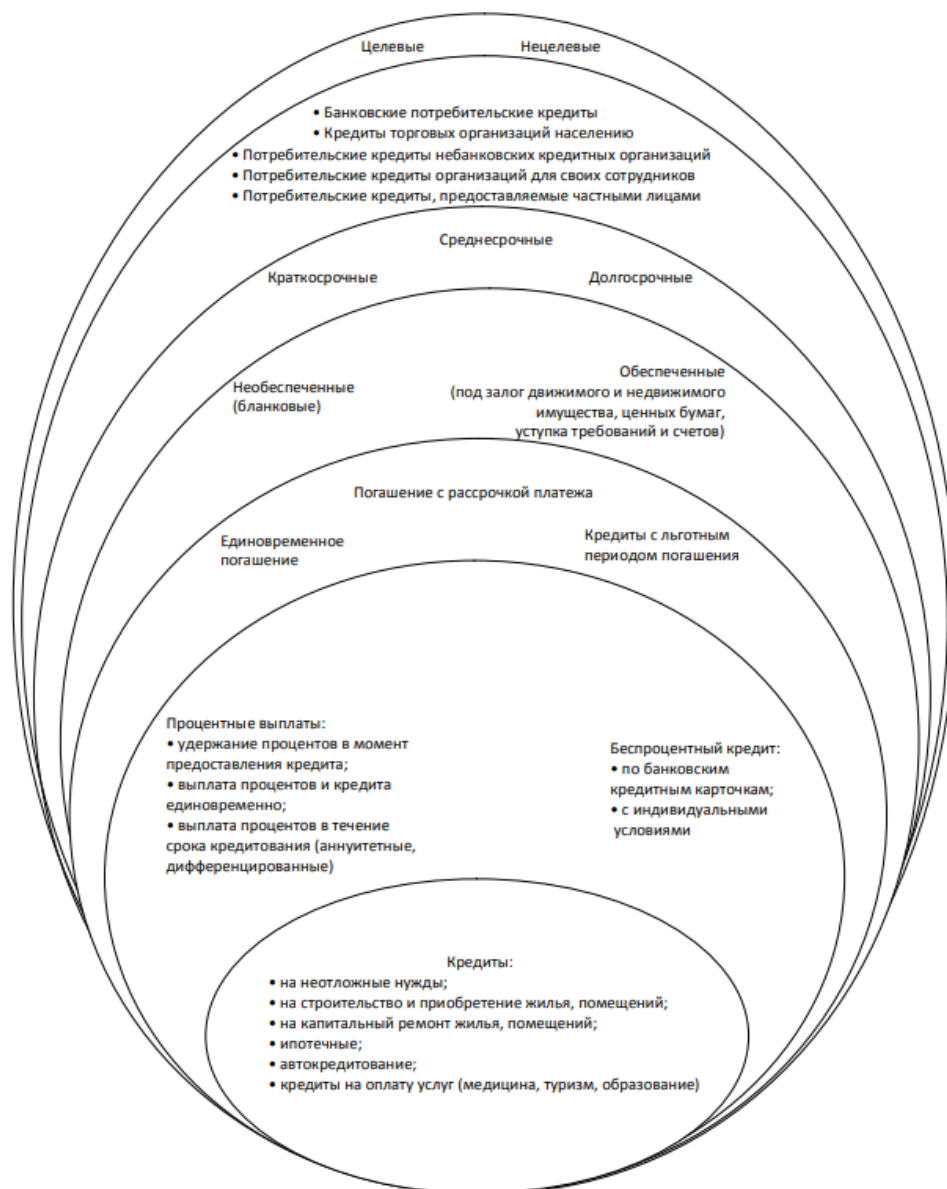 Целевые Нецелевые
• Банковские потребительские кредиты
• Кредиты торговых организаций населению
• Потребительские кредиты небанковских кредитных организаций
• Потребительские кредиты организаций для своих сотрудников
• Потребительские кредиты, предоставляемые частными лицами
Среднесрочные
Краткосрочные Долгосрочные
Необеспеченные
(бланковые)
Обеспеченные
(под залог движимого и недвижимого
имущества, ценных бумаг,
уступка требований и счетов)
Погашение с рассрочкой платежа
Единовременное
погашение
Кредиты с льготным
периодом погашения
Процентные выплаты:
• удержание процентов в момент
предоставления кредита;
• выплата процентов и кредита
единовременно;
• выплата процентов в течение
срока кредитования (аннуитетные,
дифференцированные)
Беспроцентный кредит:
• по банковским
кредитным карточкам;
• с индивидуальными
условиями
Кредиты:
• на неотложные нужды;
• на строительство и приобретение жилья, помещений;
• на капитальный ремонт жилья, помещений;
• ипотечные;
• автокредитование;
• кредиты на оплату услуг (медицина, туризм, образование)